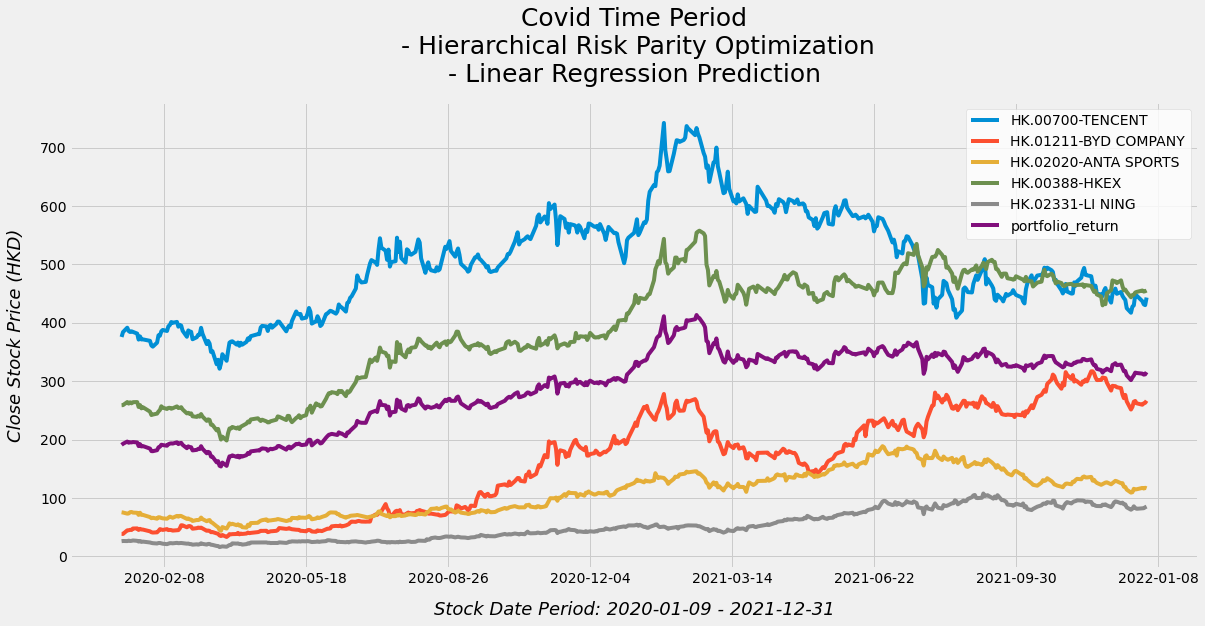 Covid Time Period
- Hierarchical Risk Parity Optimization
- Linear Regression Prediction
Close Stock Price (HKD)
700
600
500
400
300
200
100
0
HK.00700-TENCENT
HK.01211-BYD COMPANY
HK.02020-ANTA SPORTS
HK.00388-HKEX
HK.02331-LI NING
portfolio_return
2020-02-08
2020-05-18
2020-08-26
2020-12-04
2021-03-14
2021-06-22
2021-09-30
2022-01-08
Stock Date Period: 2020-01-09 - 2021-12-31